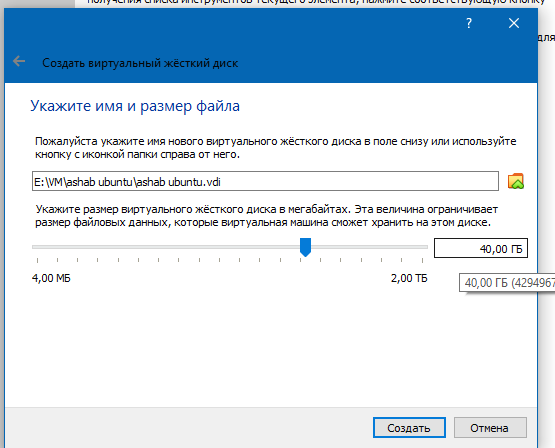 получения списка инструментов текущего элемента, нажмите соответствующую кнопку
?
для
Создать виртуальный жёсткий диск
Укажите имя и размер файла
Пожалуйста укажите имя нового виртуального жёсткого диска в поле снизу или используйте
кнопку с иконкой папки справа от него.
E:\VM\ashab ubuntu\ashab ubuntu.vdi
Укажите размер виртуального жёсткого диска в мегабайтах. Эта величина ограничивает
размер файловых данных, которые виртуальная машина сможет хранить на этом диске.
40,00 ГБ
4,00 МБ 2,00 ТБ
40,00 ГБ (4294967
Создать Отмена